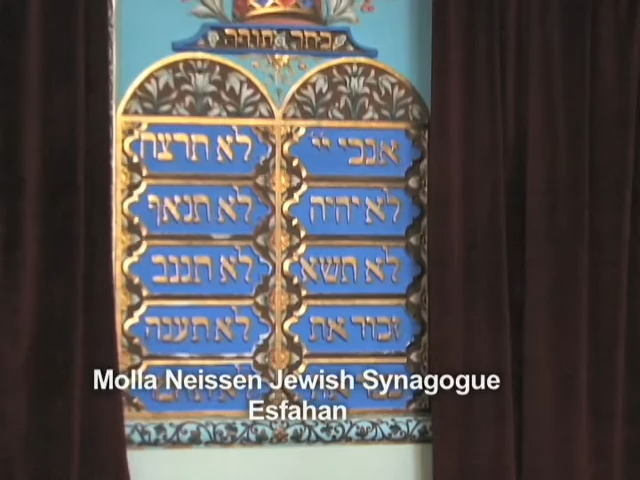 כתר תורה
אנכי יי
לא יהיה
לא תשא
זכור את
לא תרצח
לא תנאף
לא תגנב
לא תענה
Molla Neissen Jewish Synagogue
Esfahan